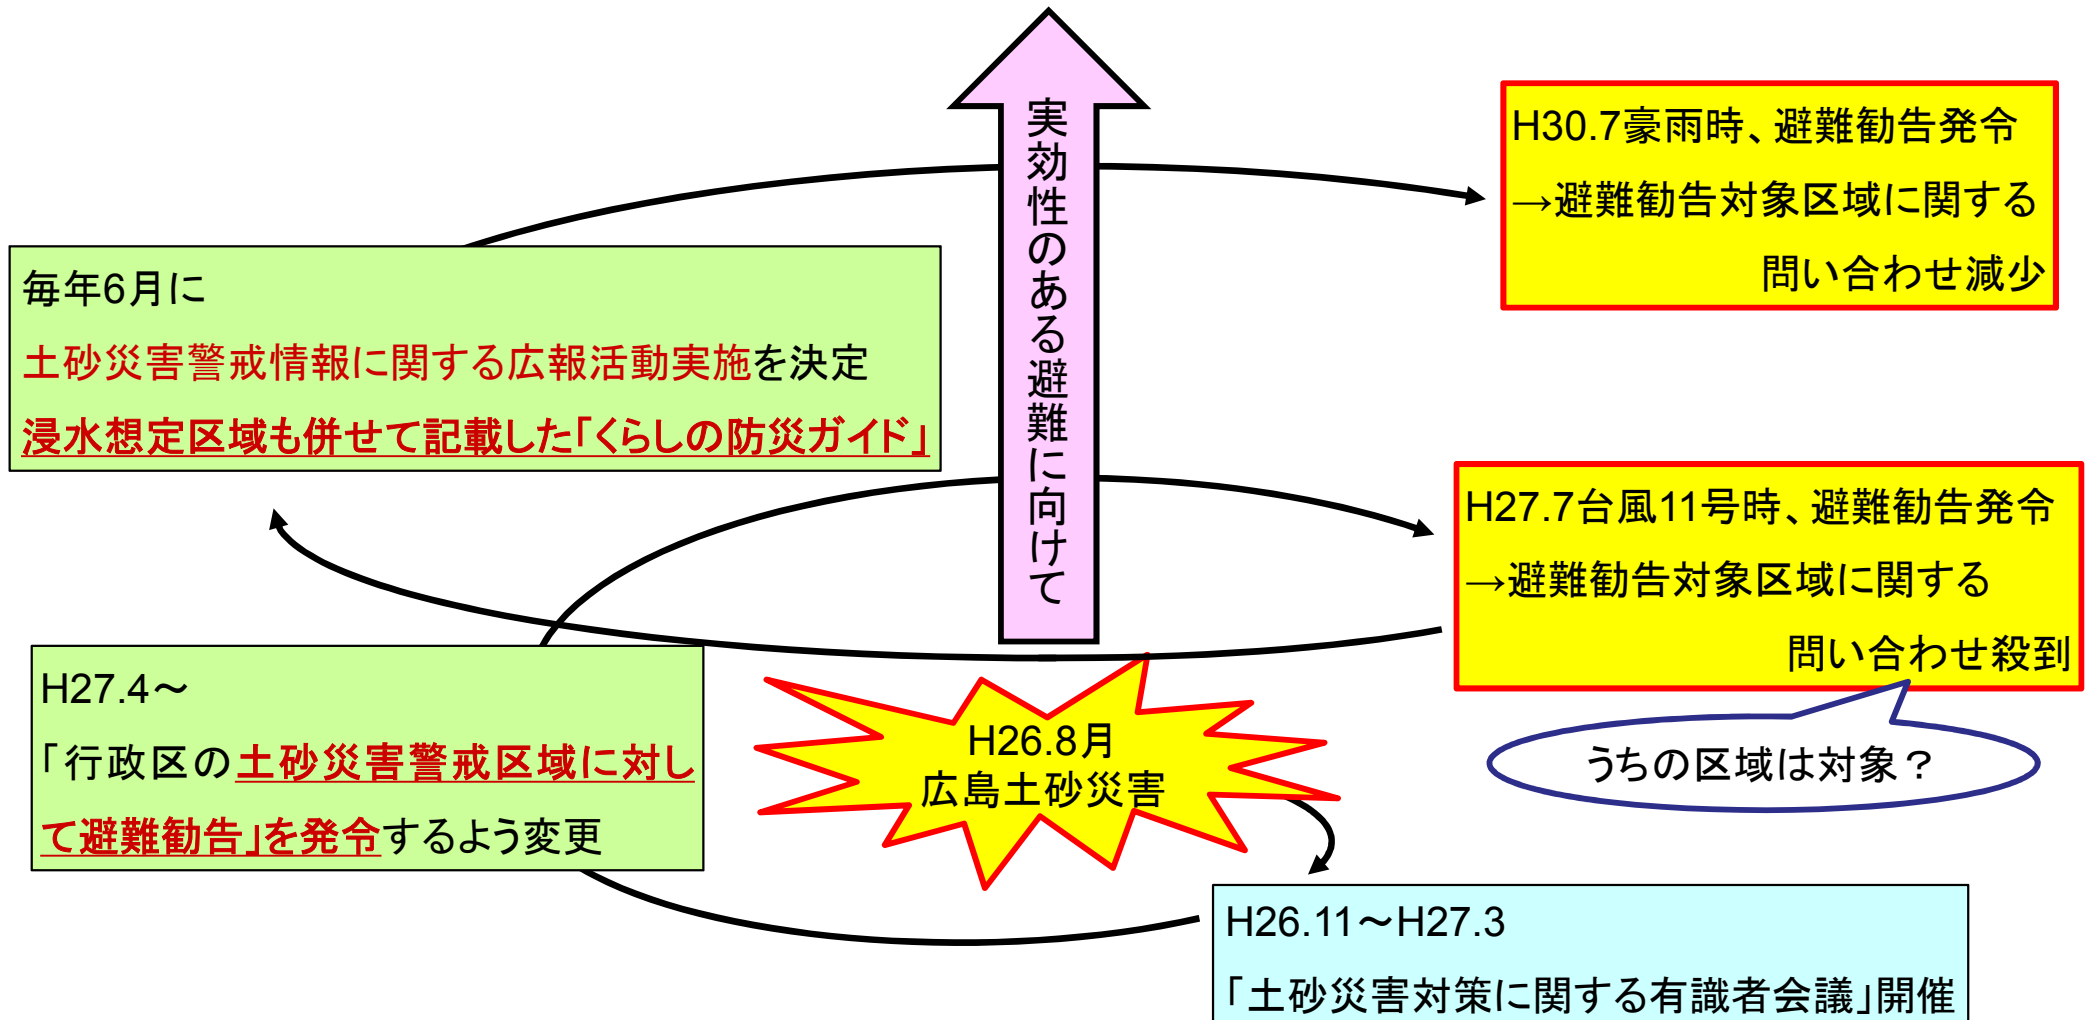 実効性のある避難に向けて
H30.7豪雨時、避難勧告発令
→避難勧告対象区域に関する
問い合わせ減少
毎年6月に
土砂災害警戒情報に関する広報活動実施を決定
浸水想定区域も併せて記載した「くらしの防災ガイド」
H27.7台風11号時、避難勧告発令
→避難勧告対象区域に関する
問い合わせ殺到
うちの区域は対象？
H27.4～
「行政区の土砂災害警戒区域に対し
て避難勧告」を発令するよう変更
H26.8月
広島土砂災害
H26.11～H27.3
「土砂災害対策に関する有識者会議」開催